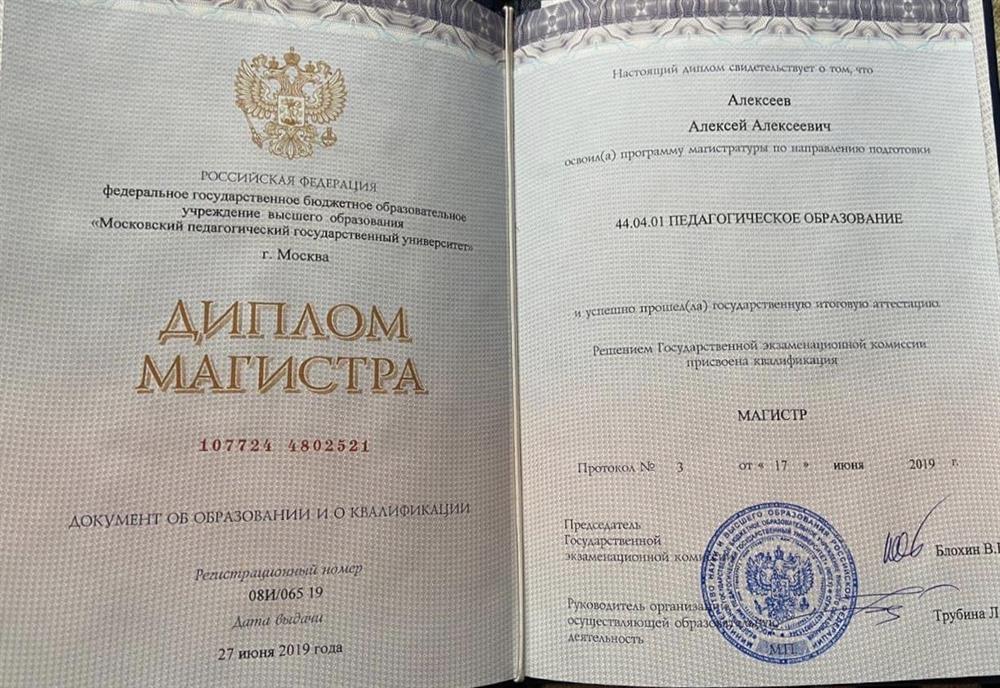 РОССИЙСКАЯ ФЕДЕРАЦИЯ
федеральное государственное бюджетное образовательное
учреждение высшего образования
«Московский педагогический государственный университет»
г. Москва
ДИПЛОМ
МАГИСТРА
107724 4802521
ДОКУМЕНТ ОБ ОБРАЗОВАНИИ И О КВАЛИФИКАЦИИ
Регистрационный номер
08И/065 19
Дата выдачи
27 июня 2019 года
Настоящий диплом свидетельствует о том, что
Алексеев
Алексей Алексеевич
освоил(а) программу магистратуры по направлению подготовки
44.04.01 ПЕДАГОГИЧЕСКОЕ ОБРАЗОВАНИЕ
и успешно прошел(ла) государственную итоговую аттестацию.
Решением Государственной экзаменационной комиссии
присвоена квалификация
МАГИСТР
Протокол № 3 от « 17 » июня 2019 г.
Председатель
Государственной
экзаменационной
Блохин В.
Руководитель
осуществляющей образовательную
деятельность
Трубина Л
М.П.